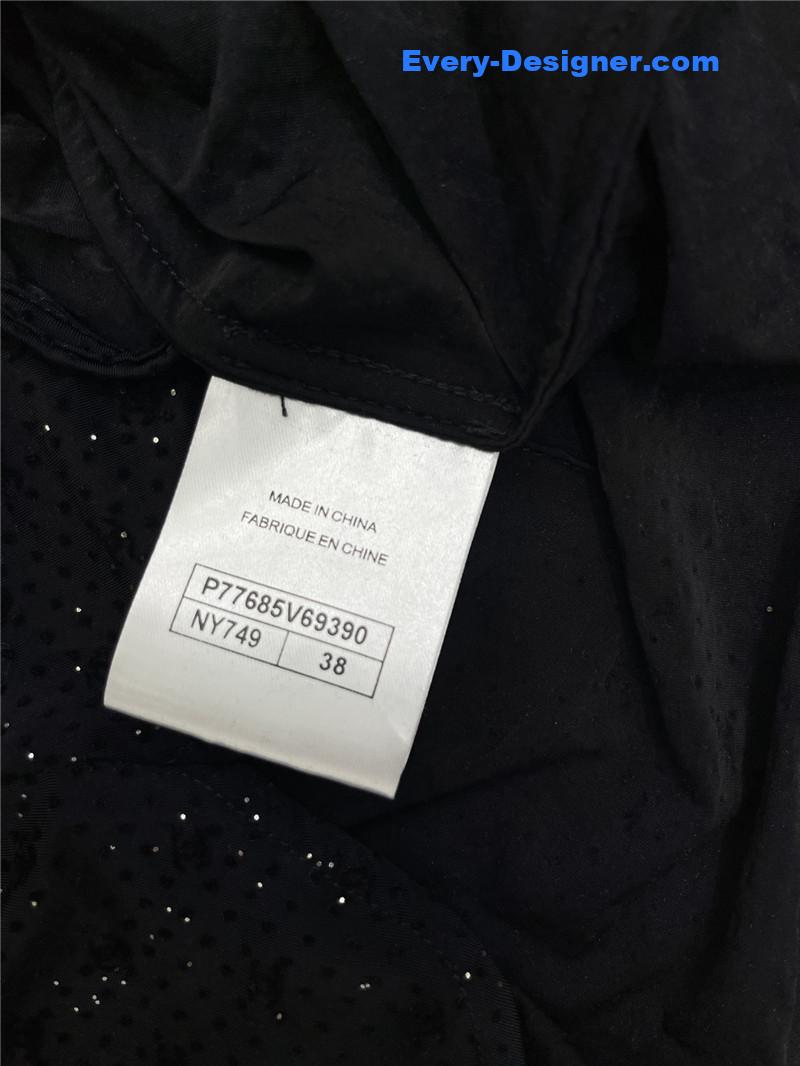 Every-Designer.com
MADE IN CHINA
FABRIQUE EN CHINE
P77685V69390
NY749
38